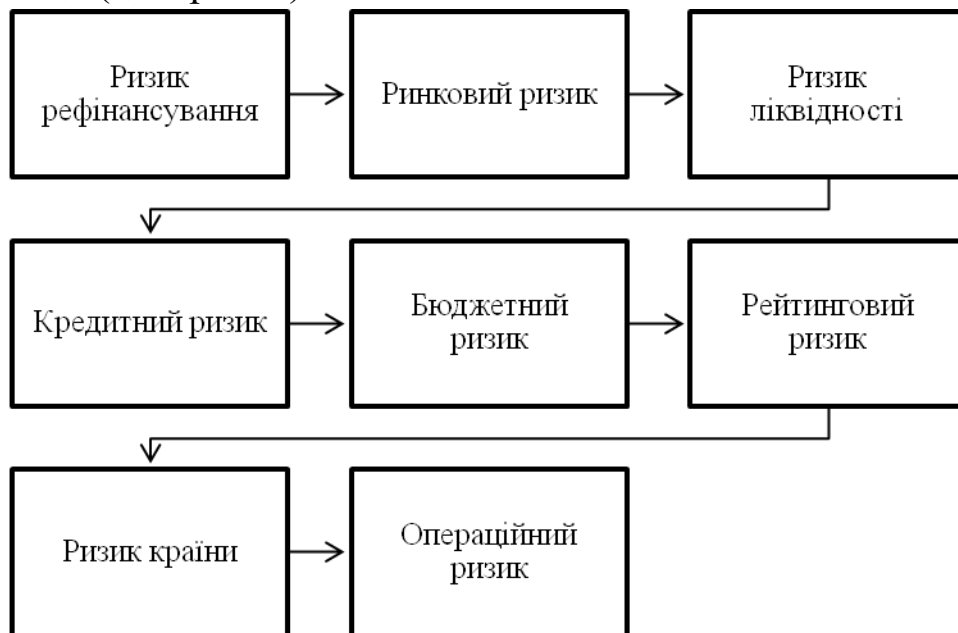 Ризик
рефінансування
Ринковий ризик
Ризик
ліквідності
Кредитний ризик
Бюджетний
ризик
Рейтинговий
ризик
Ризик країни
Операційний
ризик